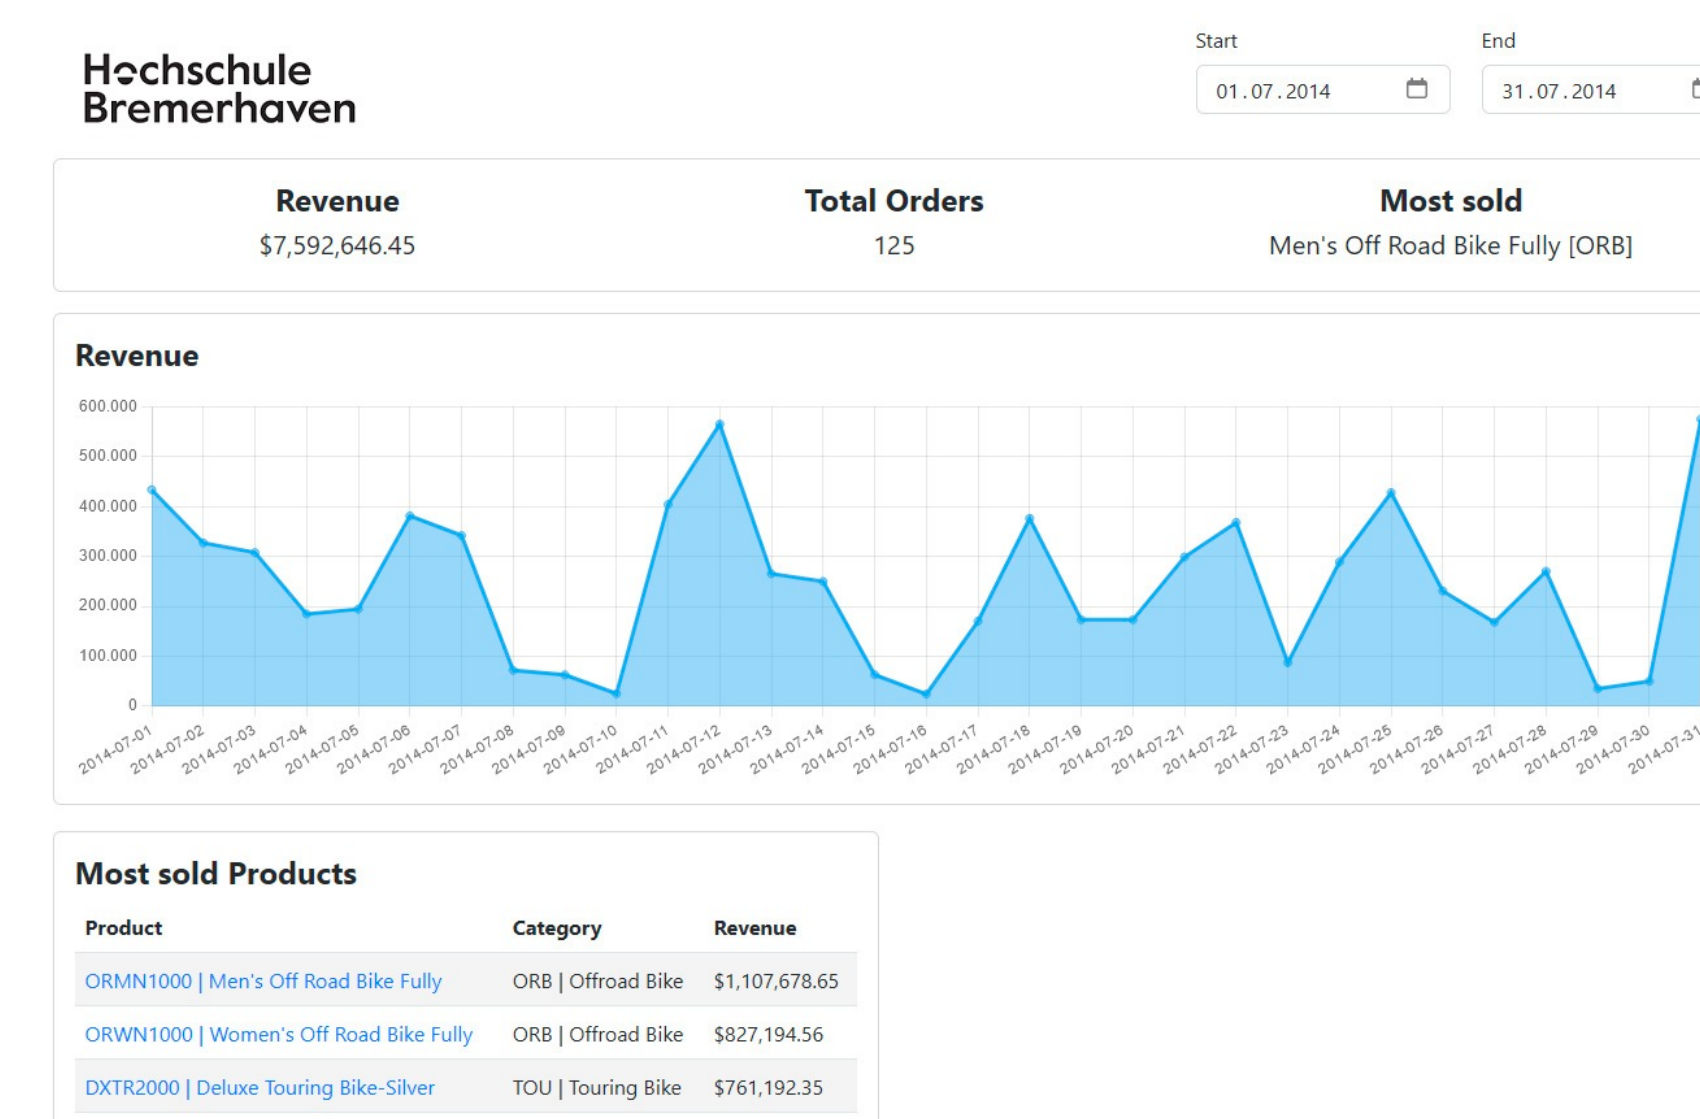 Hochschule
Bremerhaven
Start End
01.07.2014 31.07.2014
Revenue Total Orders Most sold
$7,592,646.45 125 Men's Off Road Bike Fully [ORB]
Revenue
600.000
500.000
400.000
300.000
200.000
100.000
0
2014-07-01 2014-07-02 2014-07-03 2014-07-04 2014-07-05 2014-07-06 2014-07-07 2014-07-08 2014-07-09 2014-07-10 2014-07-11 2014-07-12 2014-07-13 2014-07-14 2014-07-15 2014-07-16 2014-07-17 2014-07-18 2014-07-19 2014-07-20 2014-07-21 2014-07-22 2014-07-23 2014-07-24 2014-07-25 2014-07-26 2014-07-27 2014-07-28 2014-07-29 2014-07-30 2014-07-31
Most sold Products
Product Category Revenue
ORMN1000 | Men's Off Road Bike Fully ORB | Offroad Bike $1,107,678.65
ORWN1000 | Women's Off Road Bike Fully ORB | Offroad Bike $827,194.56
DXTR2000 | Deluxe Touring Bike-Silver TOU | Touring Bike $761,192.35